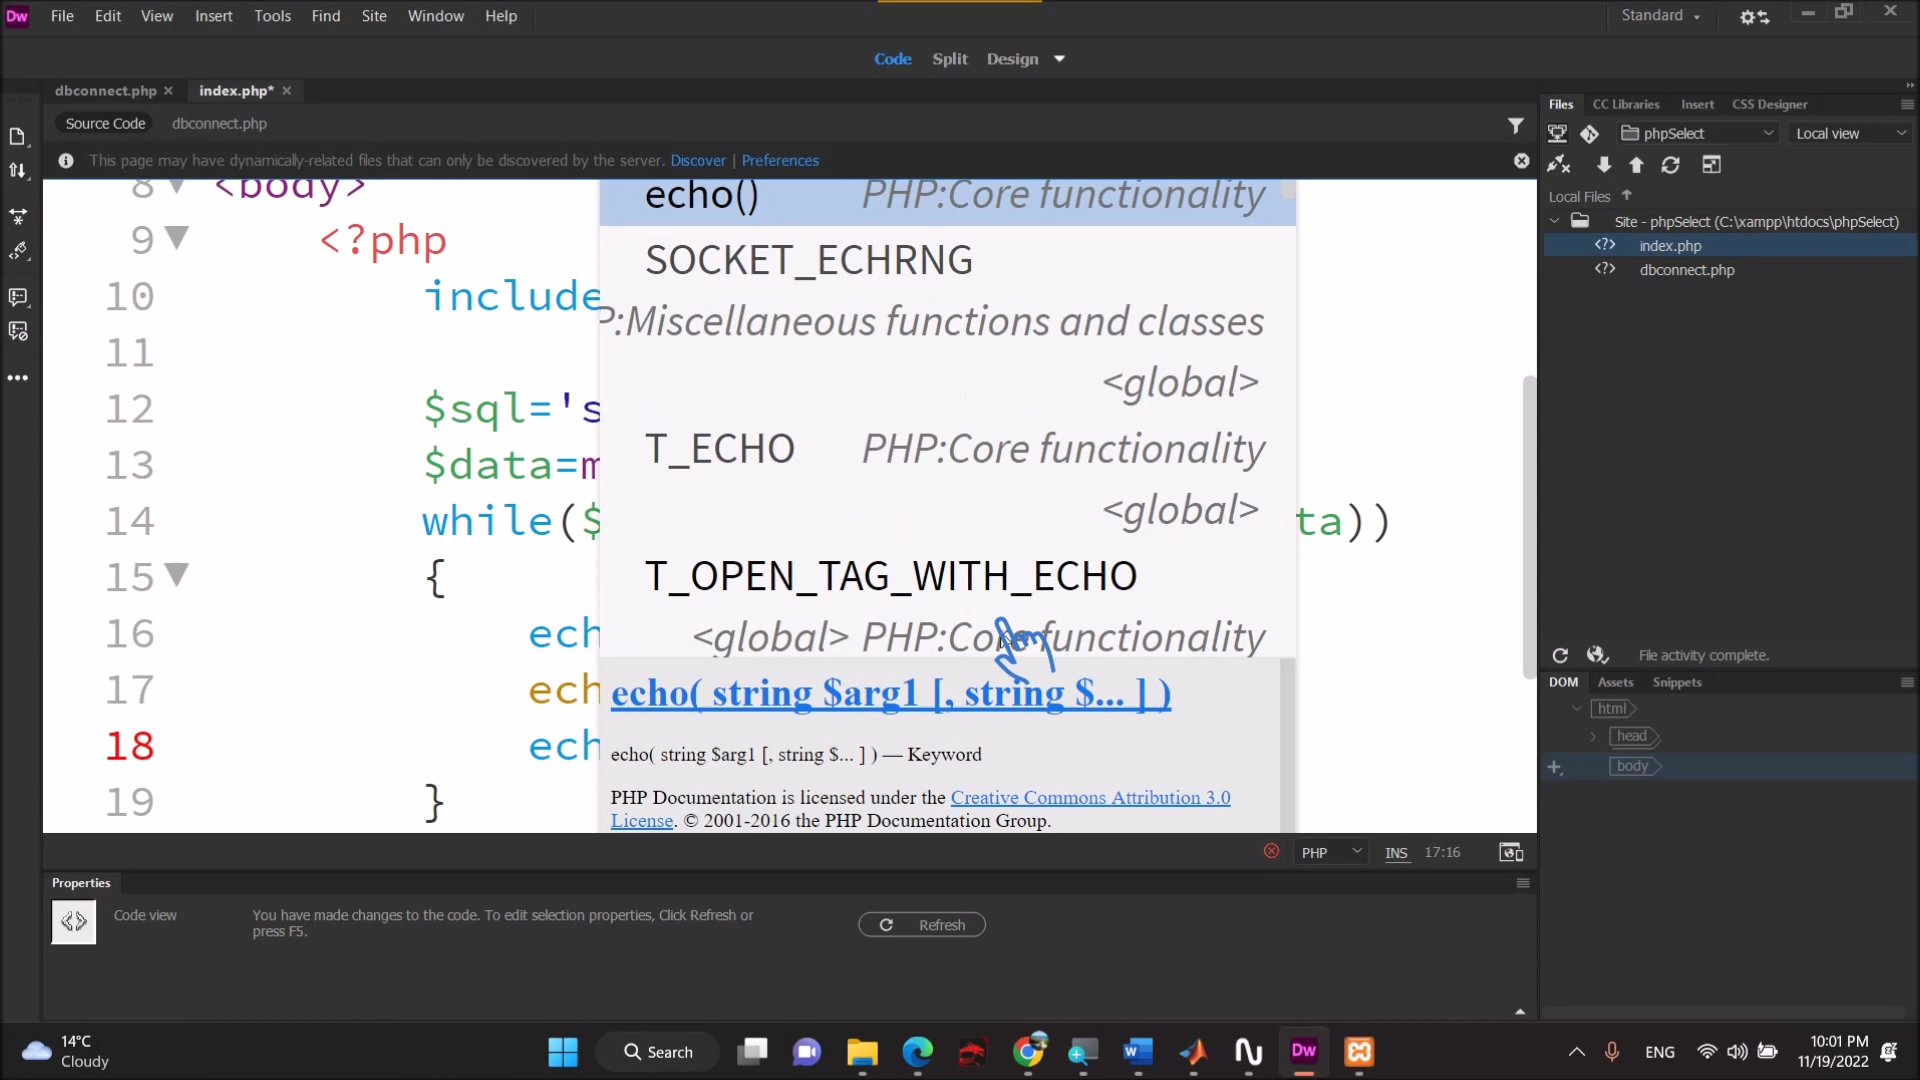 Dw File Edit View Insert Tools Find Site Window Help Standard
Code Split Design
dbconnect.php index.php*
Source Code dbconnect.php
This page may have dynamically-related files that can only be discovered by the server. Discover | Preferences
8 <body>
9 <?php
10 include
11
12 $sql='s
13 $data=m
14 while($ ta))
15 {
16 ech
17 ech
18 ech
19 }
echo() PHP:Core functionality
SOCKET_ECHRNG
P:Miscellaneous functions and classes
<global>
T_ECHO PHP:Core functionality
<global>
T_OPEN_TAG_WITH_ECHO
<global> PHP:Core functionality
echo( string $arg1 [, string $... ] )
echo( string $arg1 [, string $... ] ) — Keyword
PHP Documentation is licensed under the Creative Commons Attribution 3.0
License. © 2001-2016 the PHP Documentation Group.
PHP INS 17:16
Properties
Code view
You have made changes to the code. To edit selection properties, Click Refresh or
press F5.
Refresh
Files CC Libraries Insert CSS Designer
phpSelect Local view
Local Files
Site - phpSelect (C:\xampp\htdocs\phpSelect)
index.php
dbconnect.php
File activity complete.
DOM Assets Snippets
html
head
body
14°C
Cloudy
Search
Dw
ENG
10:01 PM
11/19/2022